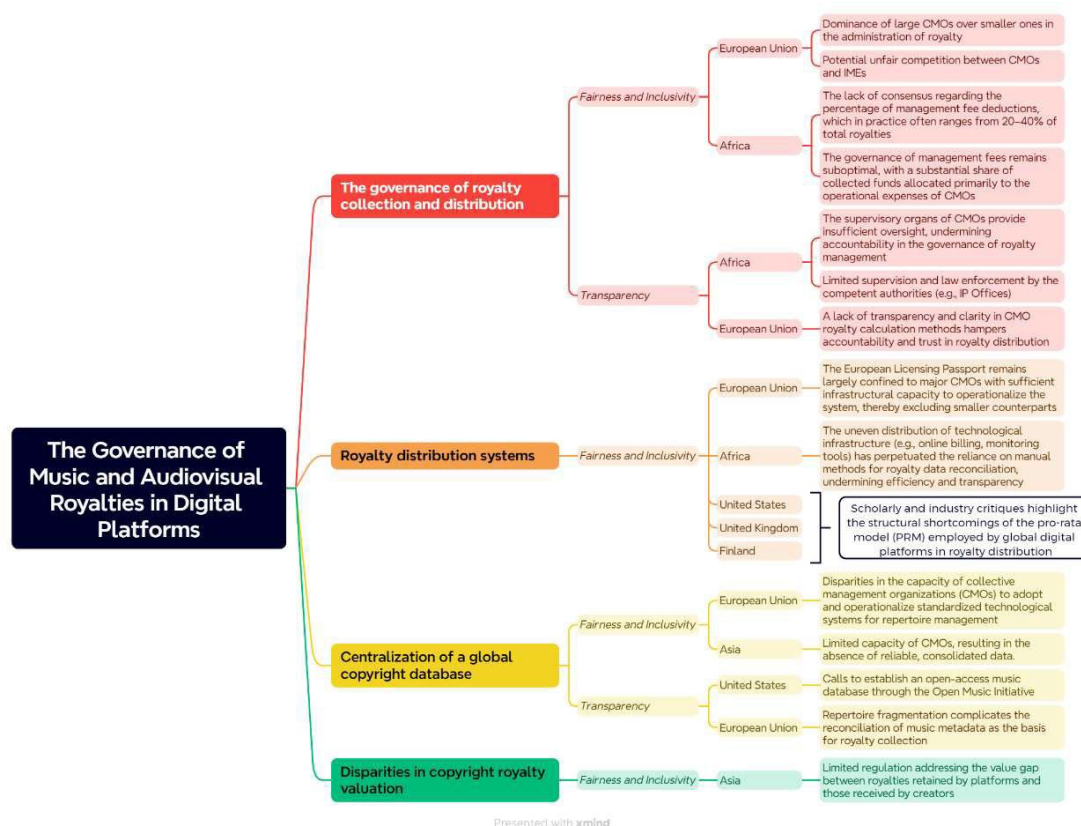 The Governance of
Music and Audiovisual
Royalties in Digital
Platforms
The governance of royalty
collection and distribution
Fairness and Inclusivity
European Union
Dominance of large CMOs over smaller ones in
the administration of royalty
Potential unfair competition between CMOs
and IMEs
Africa
The lack of consensus regarding the
percentage of management fee deductions,
which in practice often ranges from 20–40% of
total royalties
The governance of management fees remains
suboptimal, with a substantial share of
collected funds allocated primarily to the
operational expenses of CMOs
Transparency
Africa
The supervisory organs of CMOs provide
insufficient oversight, undermining
accountability in the governance of royalty
management
Limited supervision and law enforcement by the
competent authorities (e.g., IP Offices)
European Union
A lack of transparency and clarity in CMO
royalty calculation methods hampers
accountability and trust in royalty distribution
Royalty distribution systems
Fairness and Inclusivity
European Union
The European Licensing Passport remains
largely confined to major CMOs with sufficient
infrastructural capacity to operationalize the
system, thereby excluding smaller counterparts
Africa
The uneven distribution of technological
infrastructure (e.g., online billing, monitoring
tools) has perpetuated the reliance on manual
methods for royalty data reconciliation,
undermining efficiency and transparency
United States
United Kingdom
Finland
Scholarly and industry critiques highlight
the structural shortcomings of the pro-rata
model (PRM) employed by global digital
platforms in royalty distribution
Centralization of a global
copyright database
Fairness and Inclusivity
European Union
Disparities in the capacity of collective
management organizations (CMOs) to adopt
and operationalize standardized technological
systems for repertoire management
Asia
Limited capacity of CMOs, resulting in the
absence of reliable, consolidated data.
Transparency
United States
Calls to establish an open-access music
database through the Open Music Initiative
European Union
Repertoire fragmentation complicates the
reconciliation of music metadata as the basis
for royalty collection
Disparities in copyright royalty
valuation
Fairness and Inclusivity
Asia
Limited regulation addressing the value gap
between royalties retained by platforms and
those received by creators
Presented with xmind